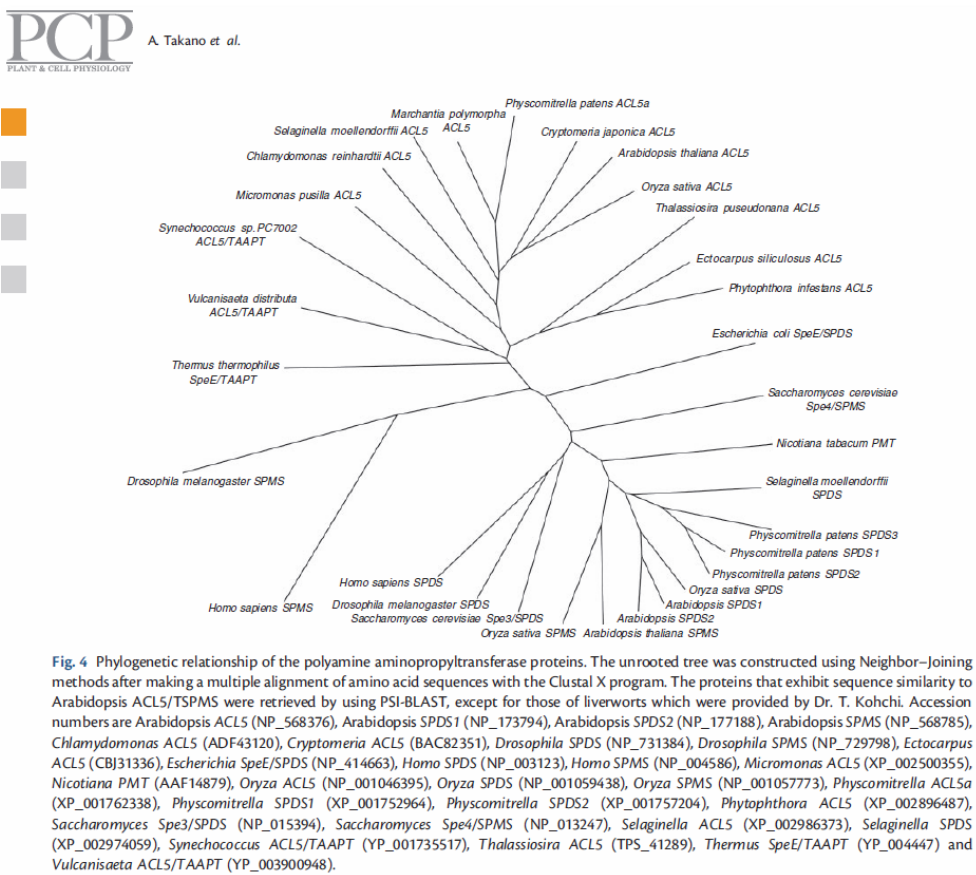 PCP
PLANT & CELL PHYSIOLOGY
A. Takano et al.
Physcomitrella patens ACL5a
Marchantia polymorpha
ACL5
Selaginella moellendorffii ACL5
Cryptomeria japonica ACL5
Chlamydomonas reinhardtii ACL5
Arabidopsis thaliana ACL5
Micromonas pusilla ACL5
Oryza sativa ACL5
Thalassiosira puseudonana ACL5
Synechococcus sp. PC7002
ACL5/TAAPT
Ectocarpus siliculosus ACL5
Phytophthora infestans ACL5
Vulcanisaeta distributa
ACL5/TAAPT
Escherichia coli SpeE/SPDS
Thermus thermophilus
SpeE/TAAPT
Saccharomyces cerevisiae
Spe4/SPMS
Nicotiana tabacum PMT
Drosophila melanogaster SPMS
Selaginella moellendorffii
SPDS
Physcomitrella patens SPDS3
Physcomitrella patens SPDS1
Physcomitrella patens SPDS2
Homo sapiens SPDS
Oryza sativa SPDS
Homo sapiens SPMS
Drosophila melanogaster SPDS
Arabidopsis SPDS1
Saccharomyces cerevisiae Spe3/SPDS
Arabidopsis SPDS2
Oryza sativa SPMS
Arabidopsis thaliana SPMS
Fig. 4 Phylogenetic relationship of the polyamine aminopropyltransferase proteins. The unrooted tree was constructed using Neighbor–Joining
methods after making a multiple alignment of amino acid sequences with the Clustal X program. The proteins that exhibit sequence similarity to
Arabidopsis ACL5/TSPMS were retrieved by using PSI-BLAST, except for those of liverworts which were provided by Dr. T. Kohchi. Accession
numbers are Arabidopsis ACL5 (NP_568376), Arabidopsis SPDS1 (NP_173794), Arabidopsis SPDS2 (NP_177188), Arabidopsis SPMS (NP_568785),
Chlamydomonas ACL5 (ADF43120), Cryptomeria ACL5 (BAC82351), Drosophila SPDS (NP_731384), Drosophila SPMS (NP_729798), Ectocarpus
ACL5 (CBJ31336), Escherichia SpeE/SPDS (NP_414663), Homo SPDS (NP_003123), Homo SPMS (NP_004586), Micromonas ACL5 (XP_002500355),
Nicotiana PMT (AAF14879), Oryza ACL5 (NP_001046395), Oryza SPDS (NP_001059438), Oryza SPMS (NP_001057773), Physcomitrella ACL5a
(XP_001762338), Physcomitrella SPDS1 (XP_001752964), Physcomitrella SPDS2 (XP_001757204), Phytophthora ACL5 (XP_002896487),
Saccharomyces Spe3/SPDS (NP_015394), Saccharomyces Spe4/SPMS (NP_013247), Selaginella ACL5 (XP_002986373), Selaginella SPDS
(XP_002974059), Synechococcus ACL5/TAAPT (YP_001735517), Thalassiosira ACL5 (TPS_41289), Thermus SpeE/TAAPT (YP_004447) and
Vulcanisaeta ACL5/TAAPT (YP_003900948).